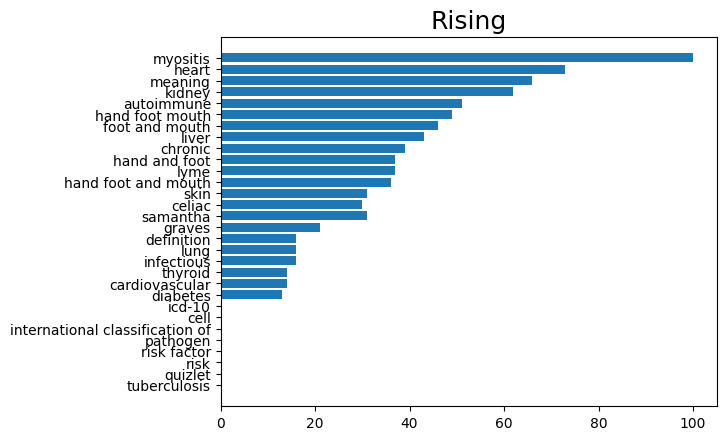 Rising
myositis
heart
meaning
kidney
autoimmune
hand foot mouth
foot and mouth
liver
chronic
hand and foot
lyme
hand foot and mouth
skin
celiac
samantha
graves
definition
lung
infectious
thyroid
cardiovascular
diabetes
icd-10
cell
international classification of
pathogen
risk factor
risk
quizlet
tuberculosis
0 20 40 60 80 100